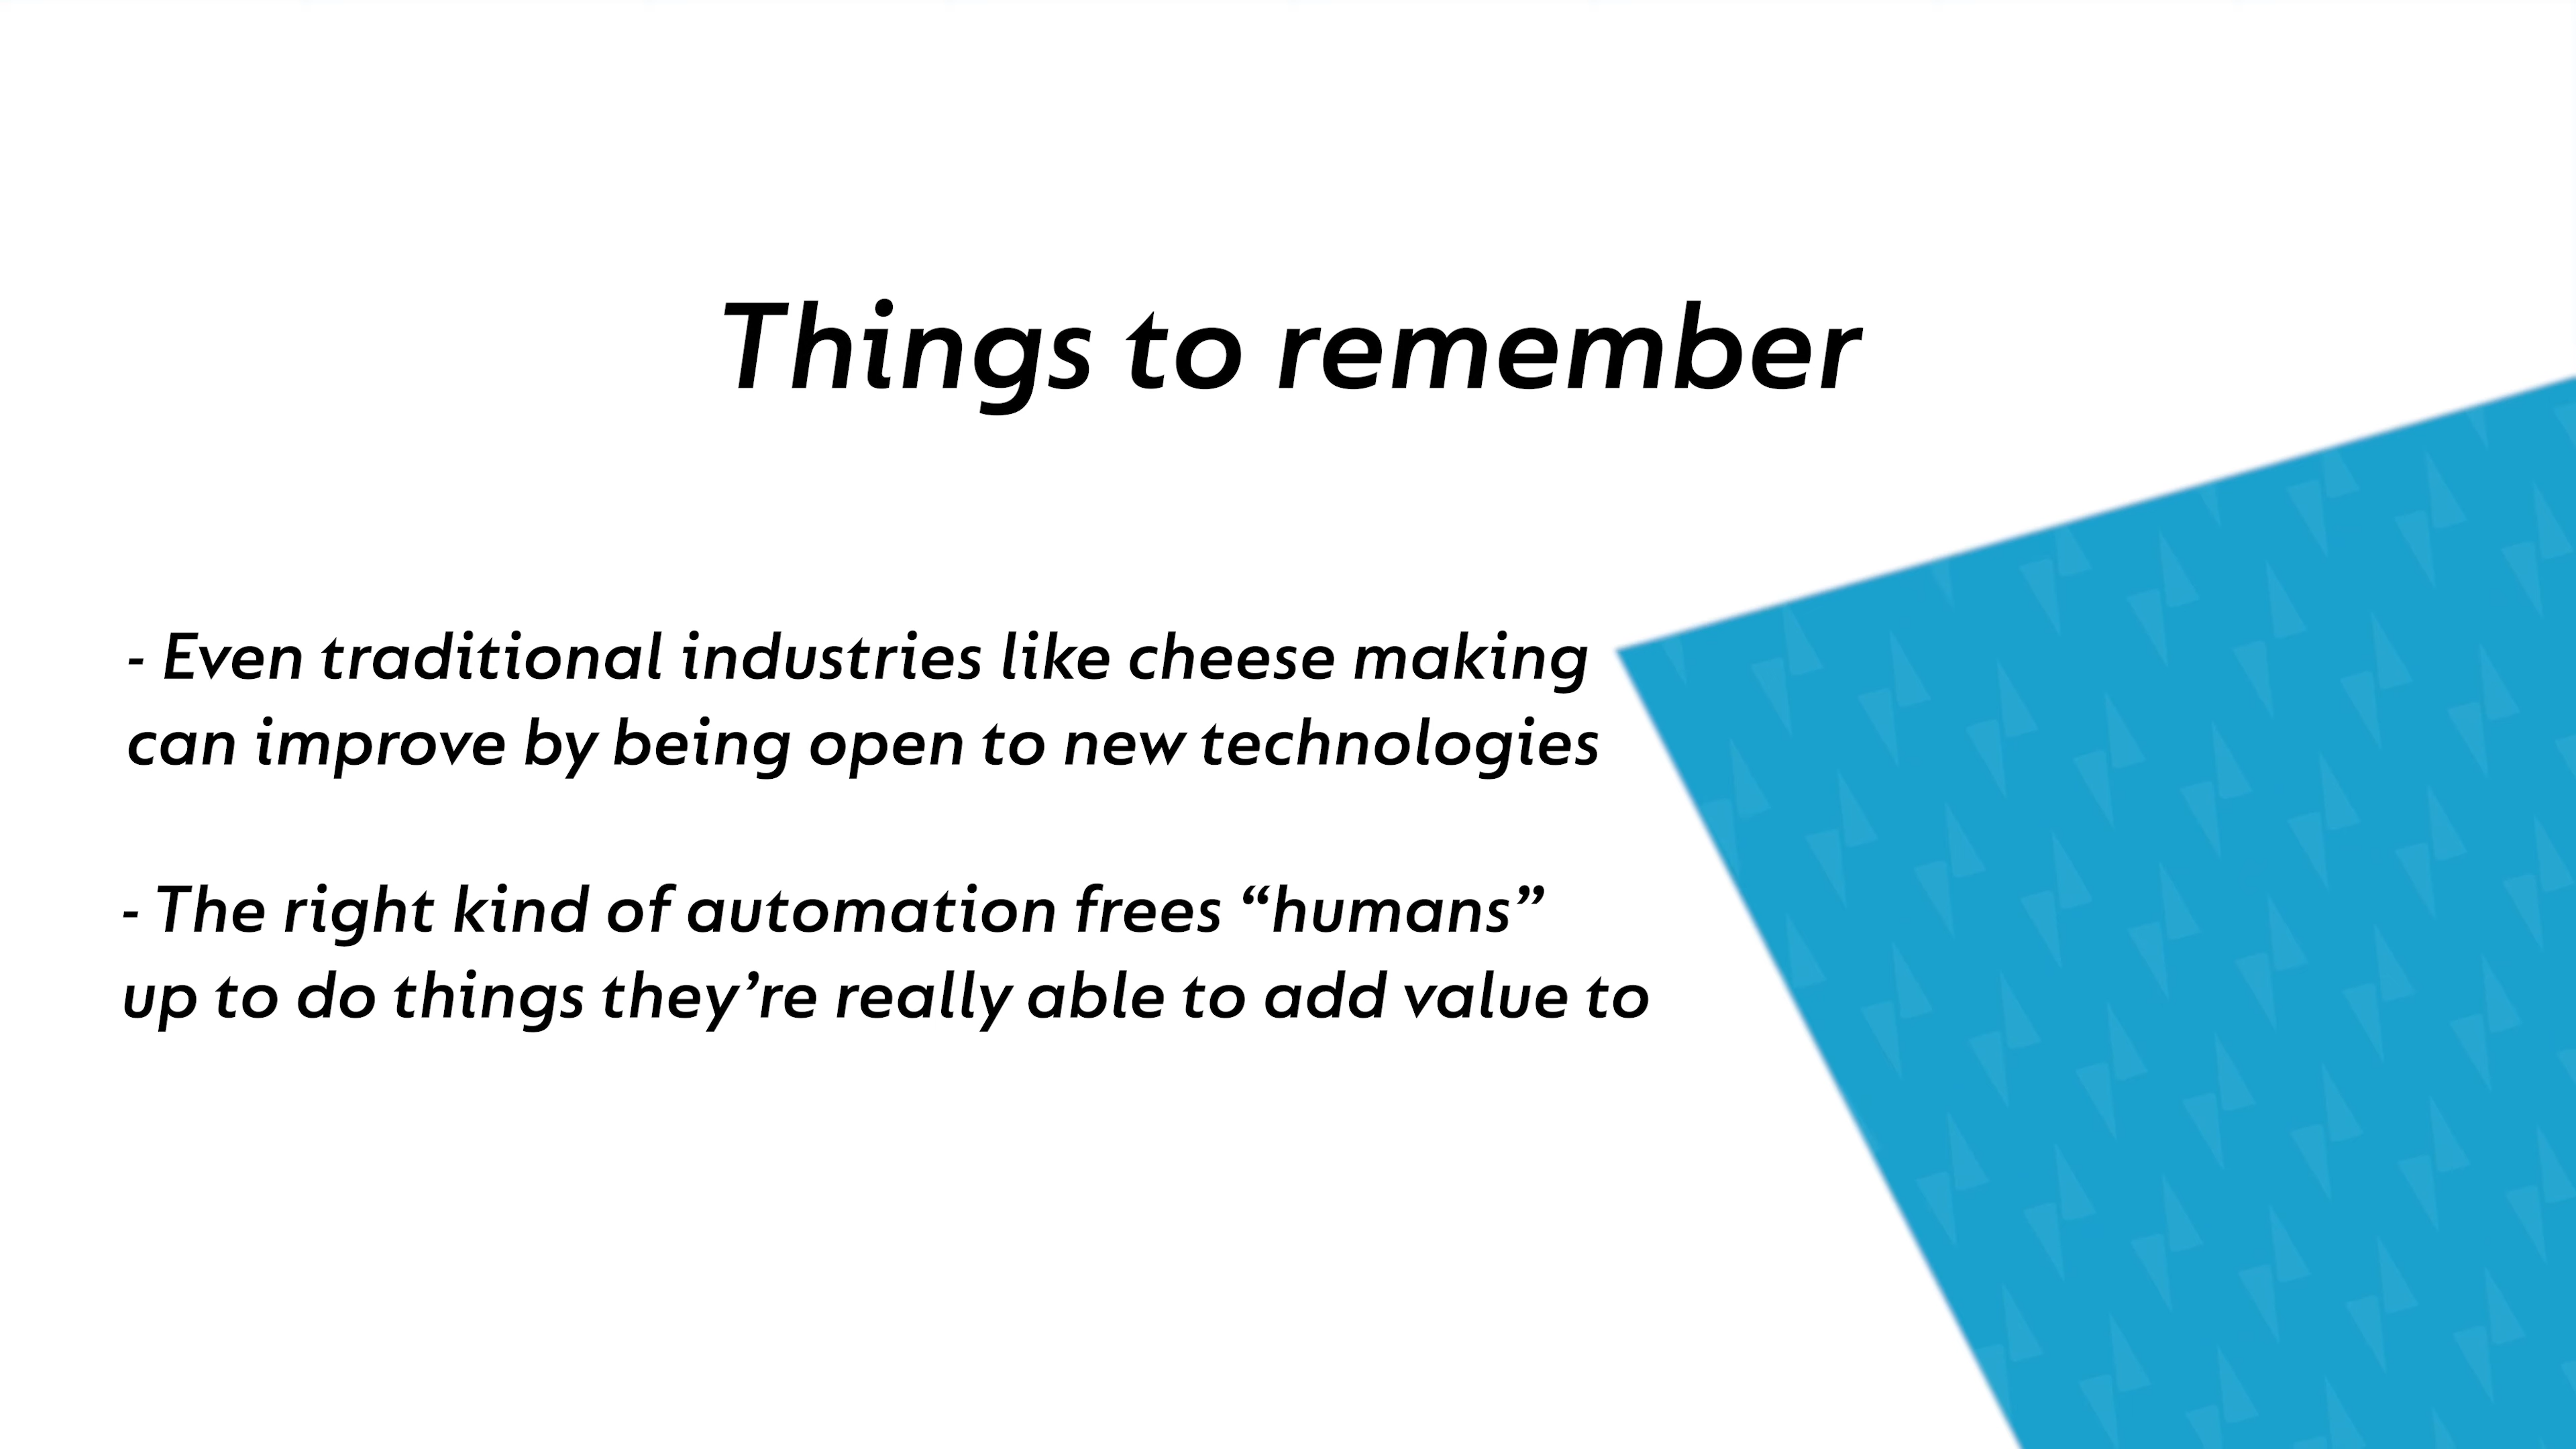 Things to remember
- Even traditional industries like cheese making
can improve by being open to new technologies
- The right kind of automation frees “humans”
up to do things they’re really able to add value to